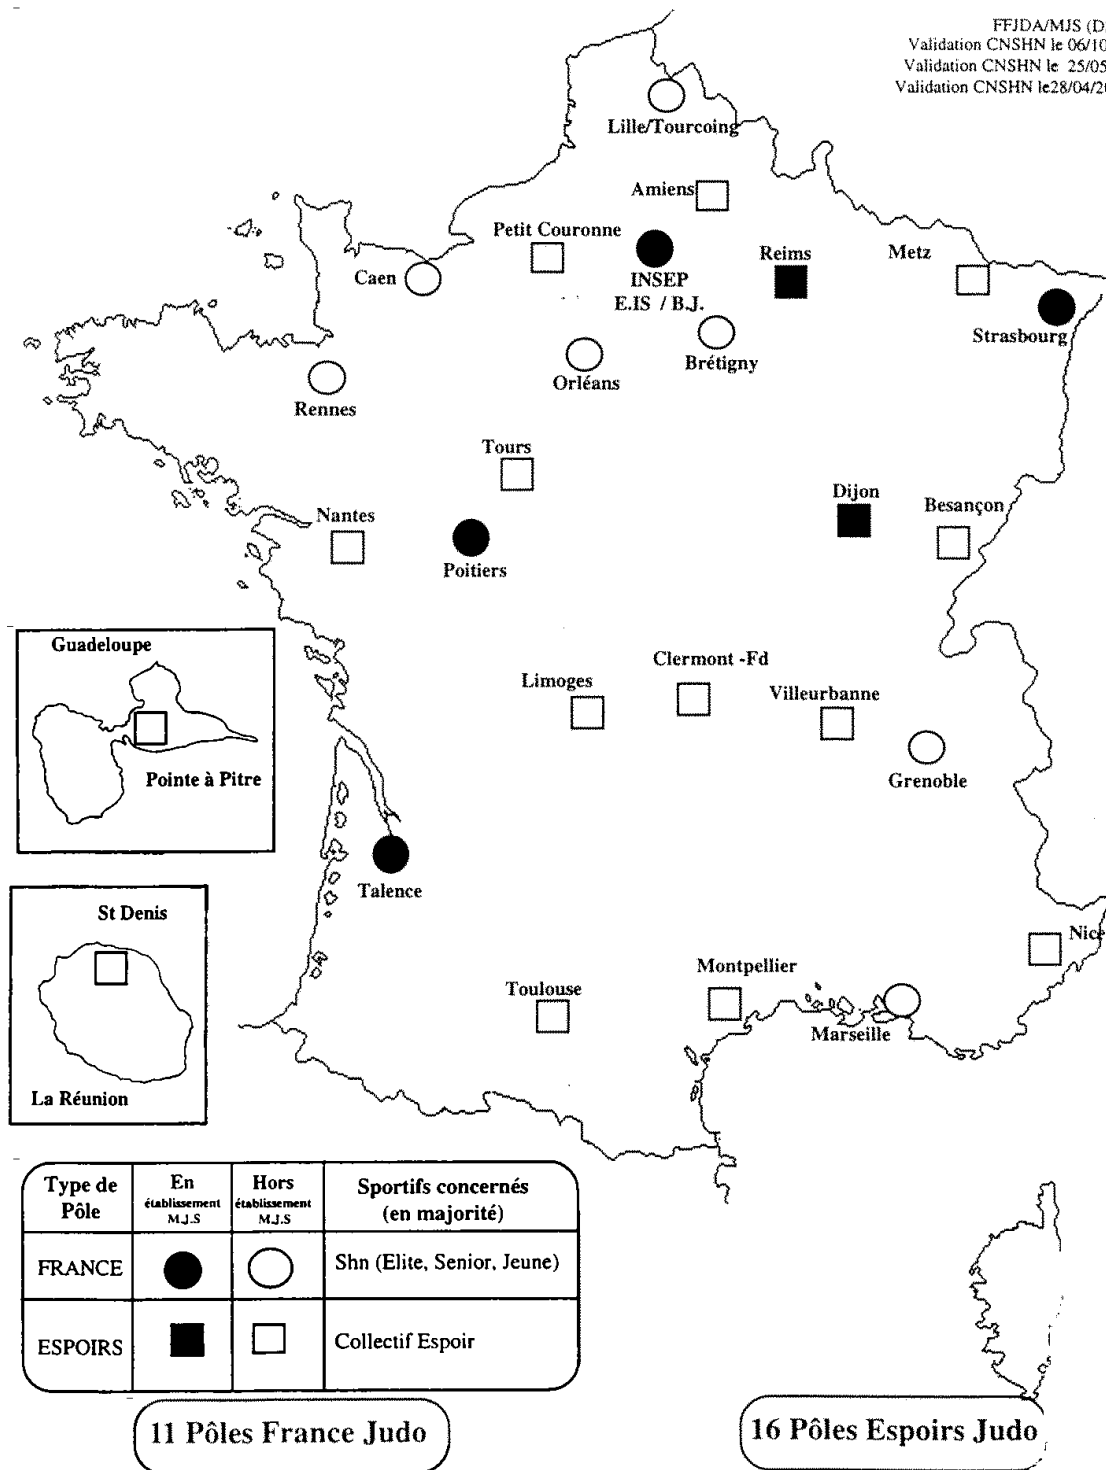 FFJDA/MJS (D
Validation CNSHN le 06/10
Validation CNSHN le 25/05
Validation CNSHN le28/04/20
Lille/Tourcoing
Amiens
Petit Couronne
Caen
INSEP
E.IS / B.J.
Reims
Metz
Strasbourg
Brétigny
Orléans
Rennes
Tours
Nantes
Poitiers
Dijon
Besançon
Guadeloupe
Pointe à Pitre
Limoges
Clermont -Fd
Villeurbanne
Grenoble
Talence
St Denis
La Réunion
Toulouse
Montpellier
Marseille
Nice
Type de Pôle
En établissement M.J.S
Hors établissement M.J.S
Sportifs concernés (en majorité)
FRANCE
Shn (Elite, Senior, Jeune)
ESPOIRS
Collectif Espoir
11 Pôles France Judo
16 Pôles Espoirs Judo